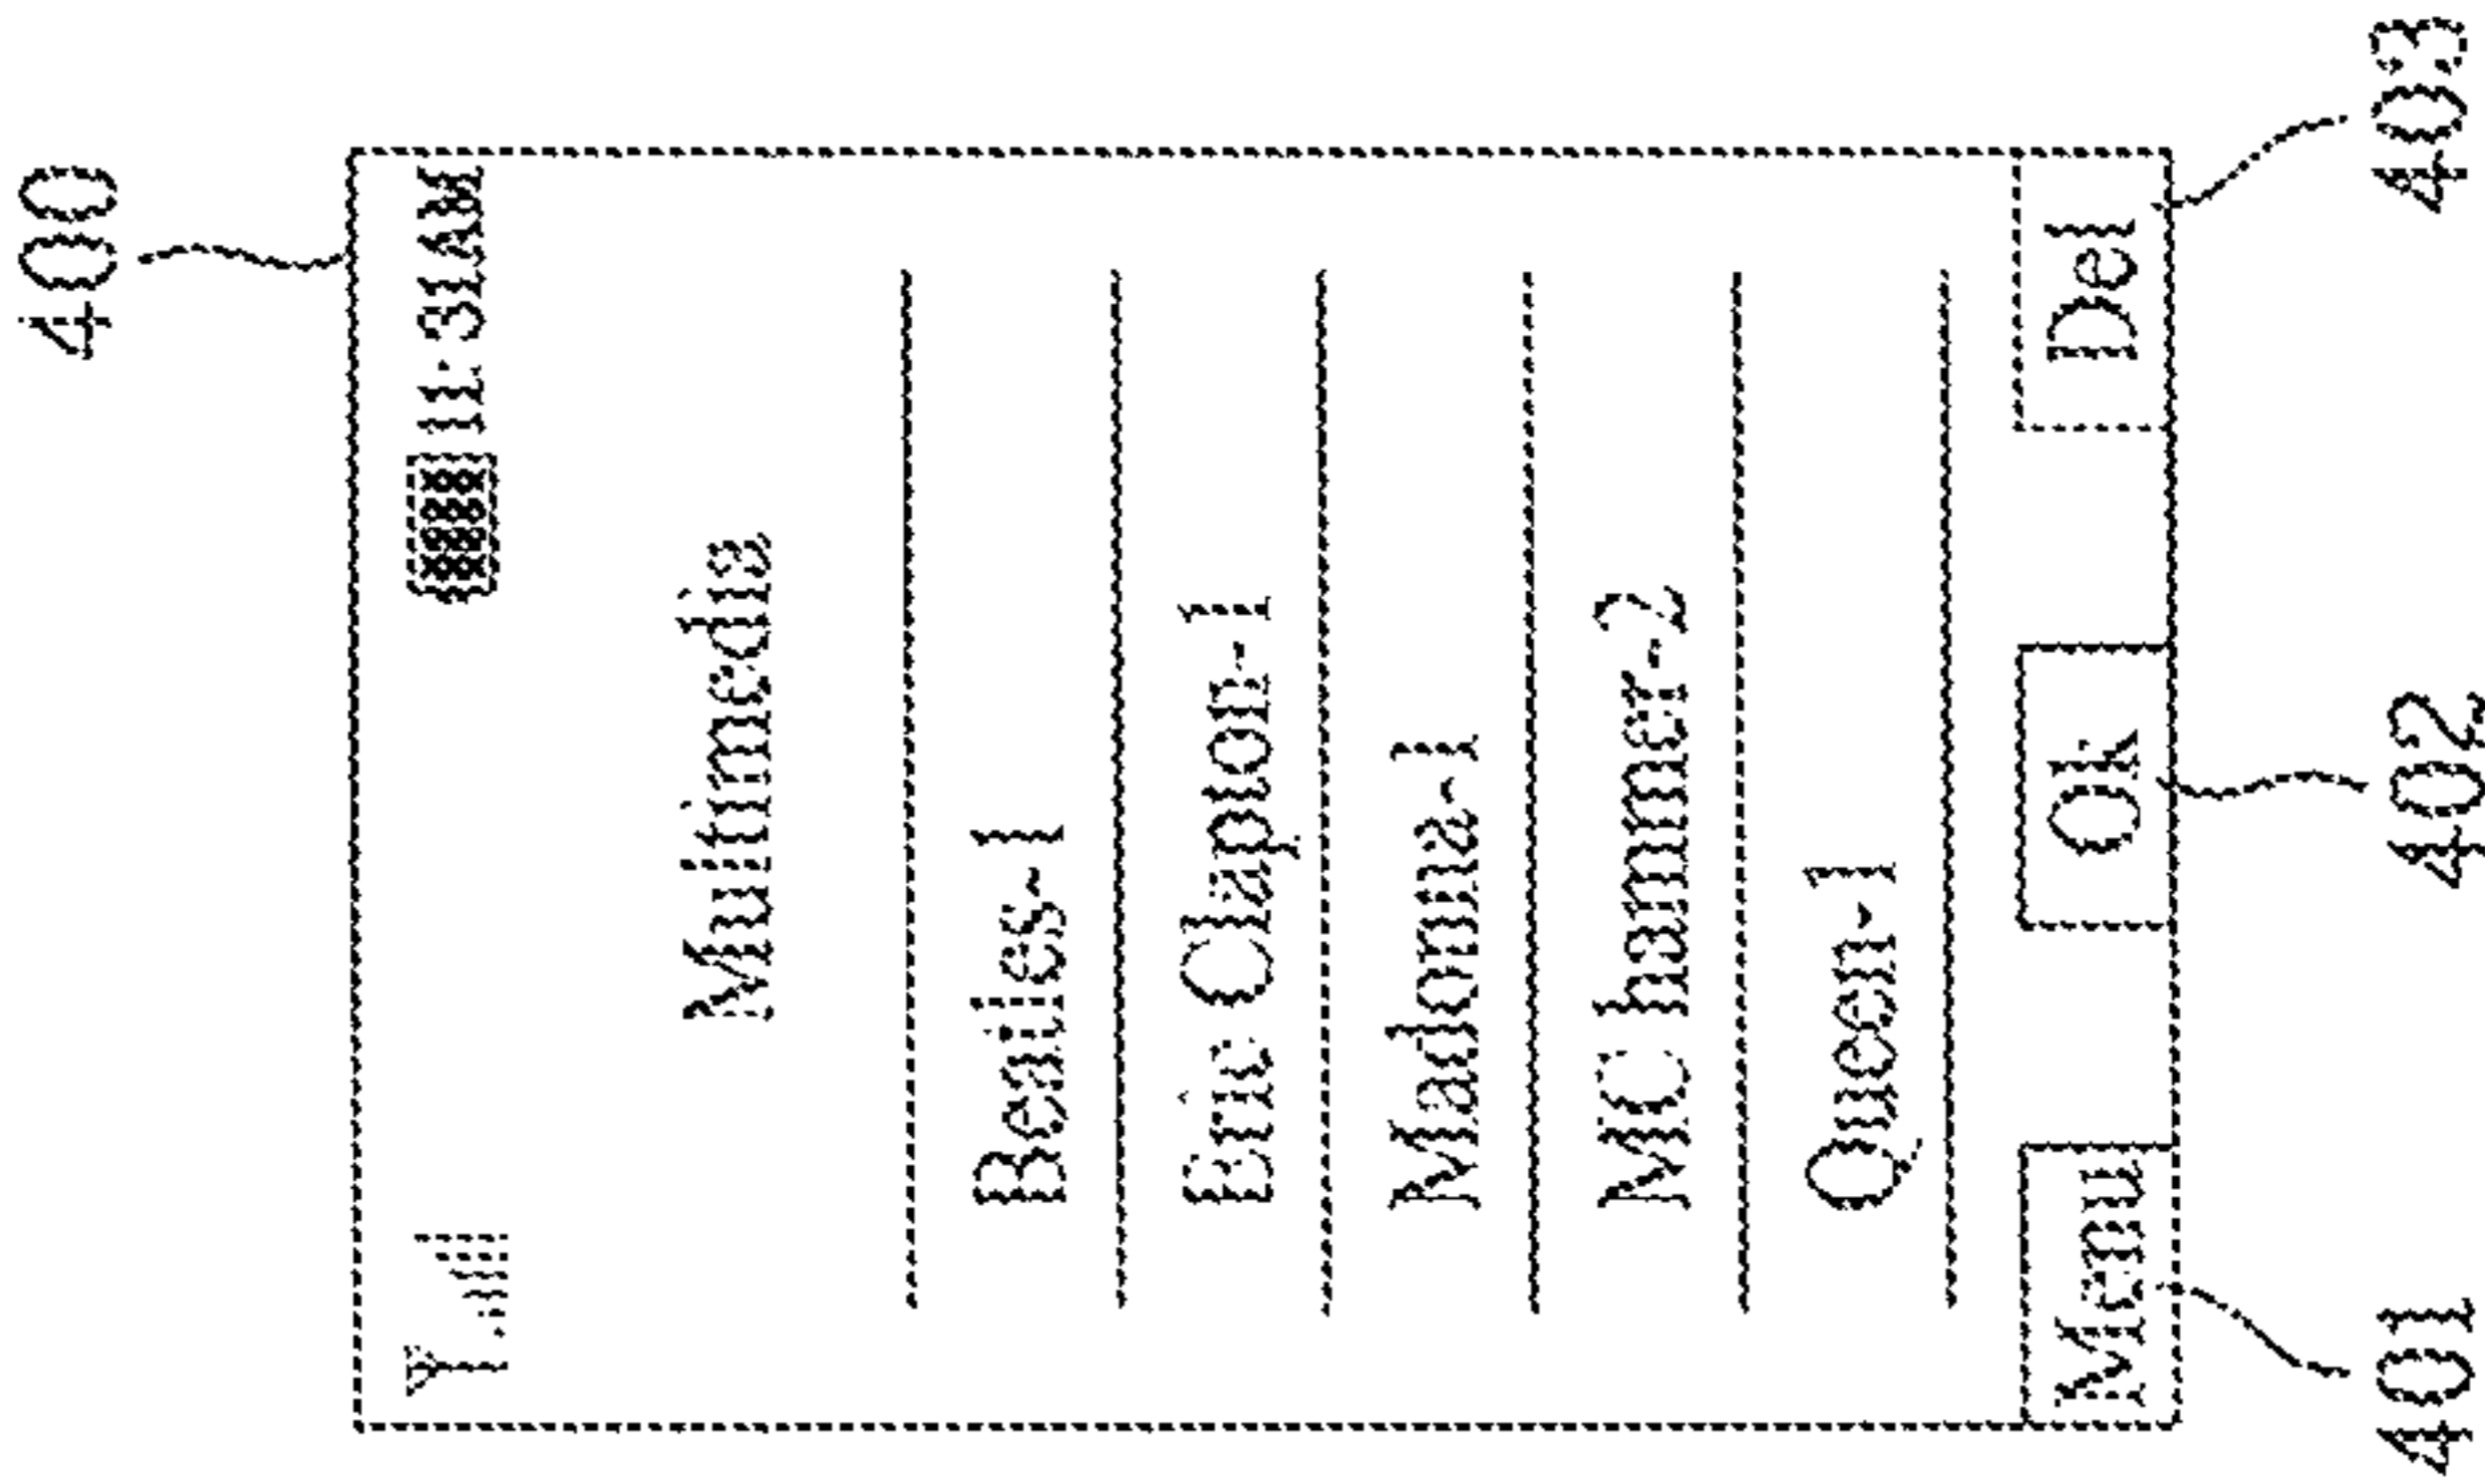 400
11:31AM
Multimedia
Beatles-1
Eric Clapton-1
Madonna-1
MC hammer-2
Queen-1
Menu Ok Del
401 402 403